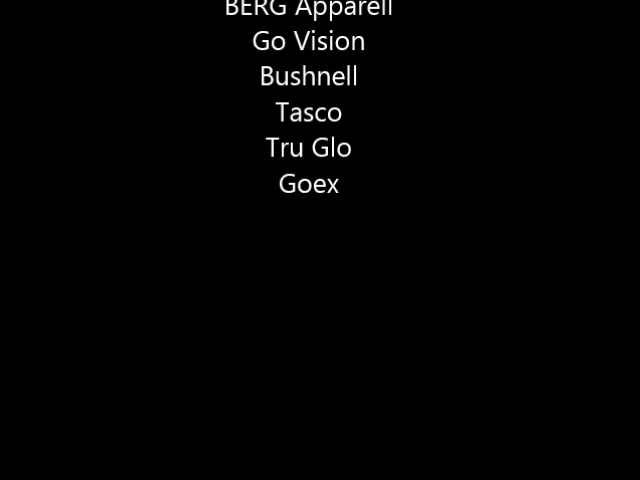 BERG Apparell
Go Vision
Bushnell
Tasco
Tru Glo
Goex